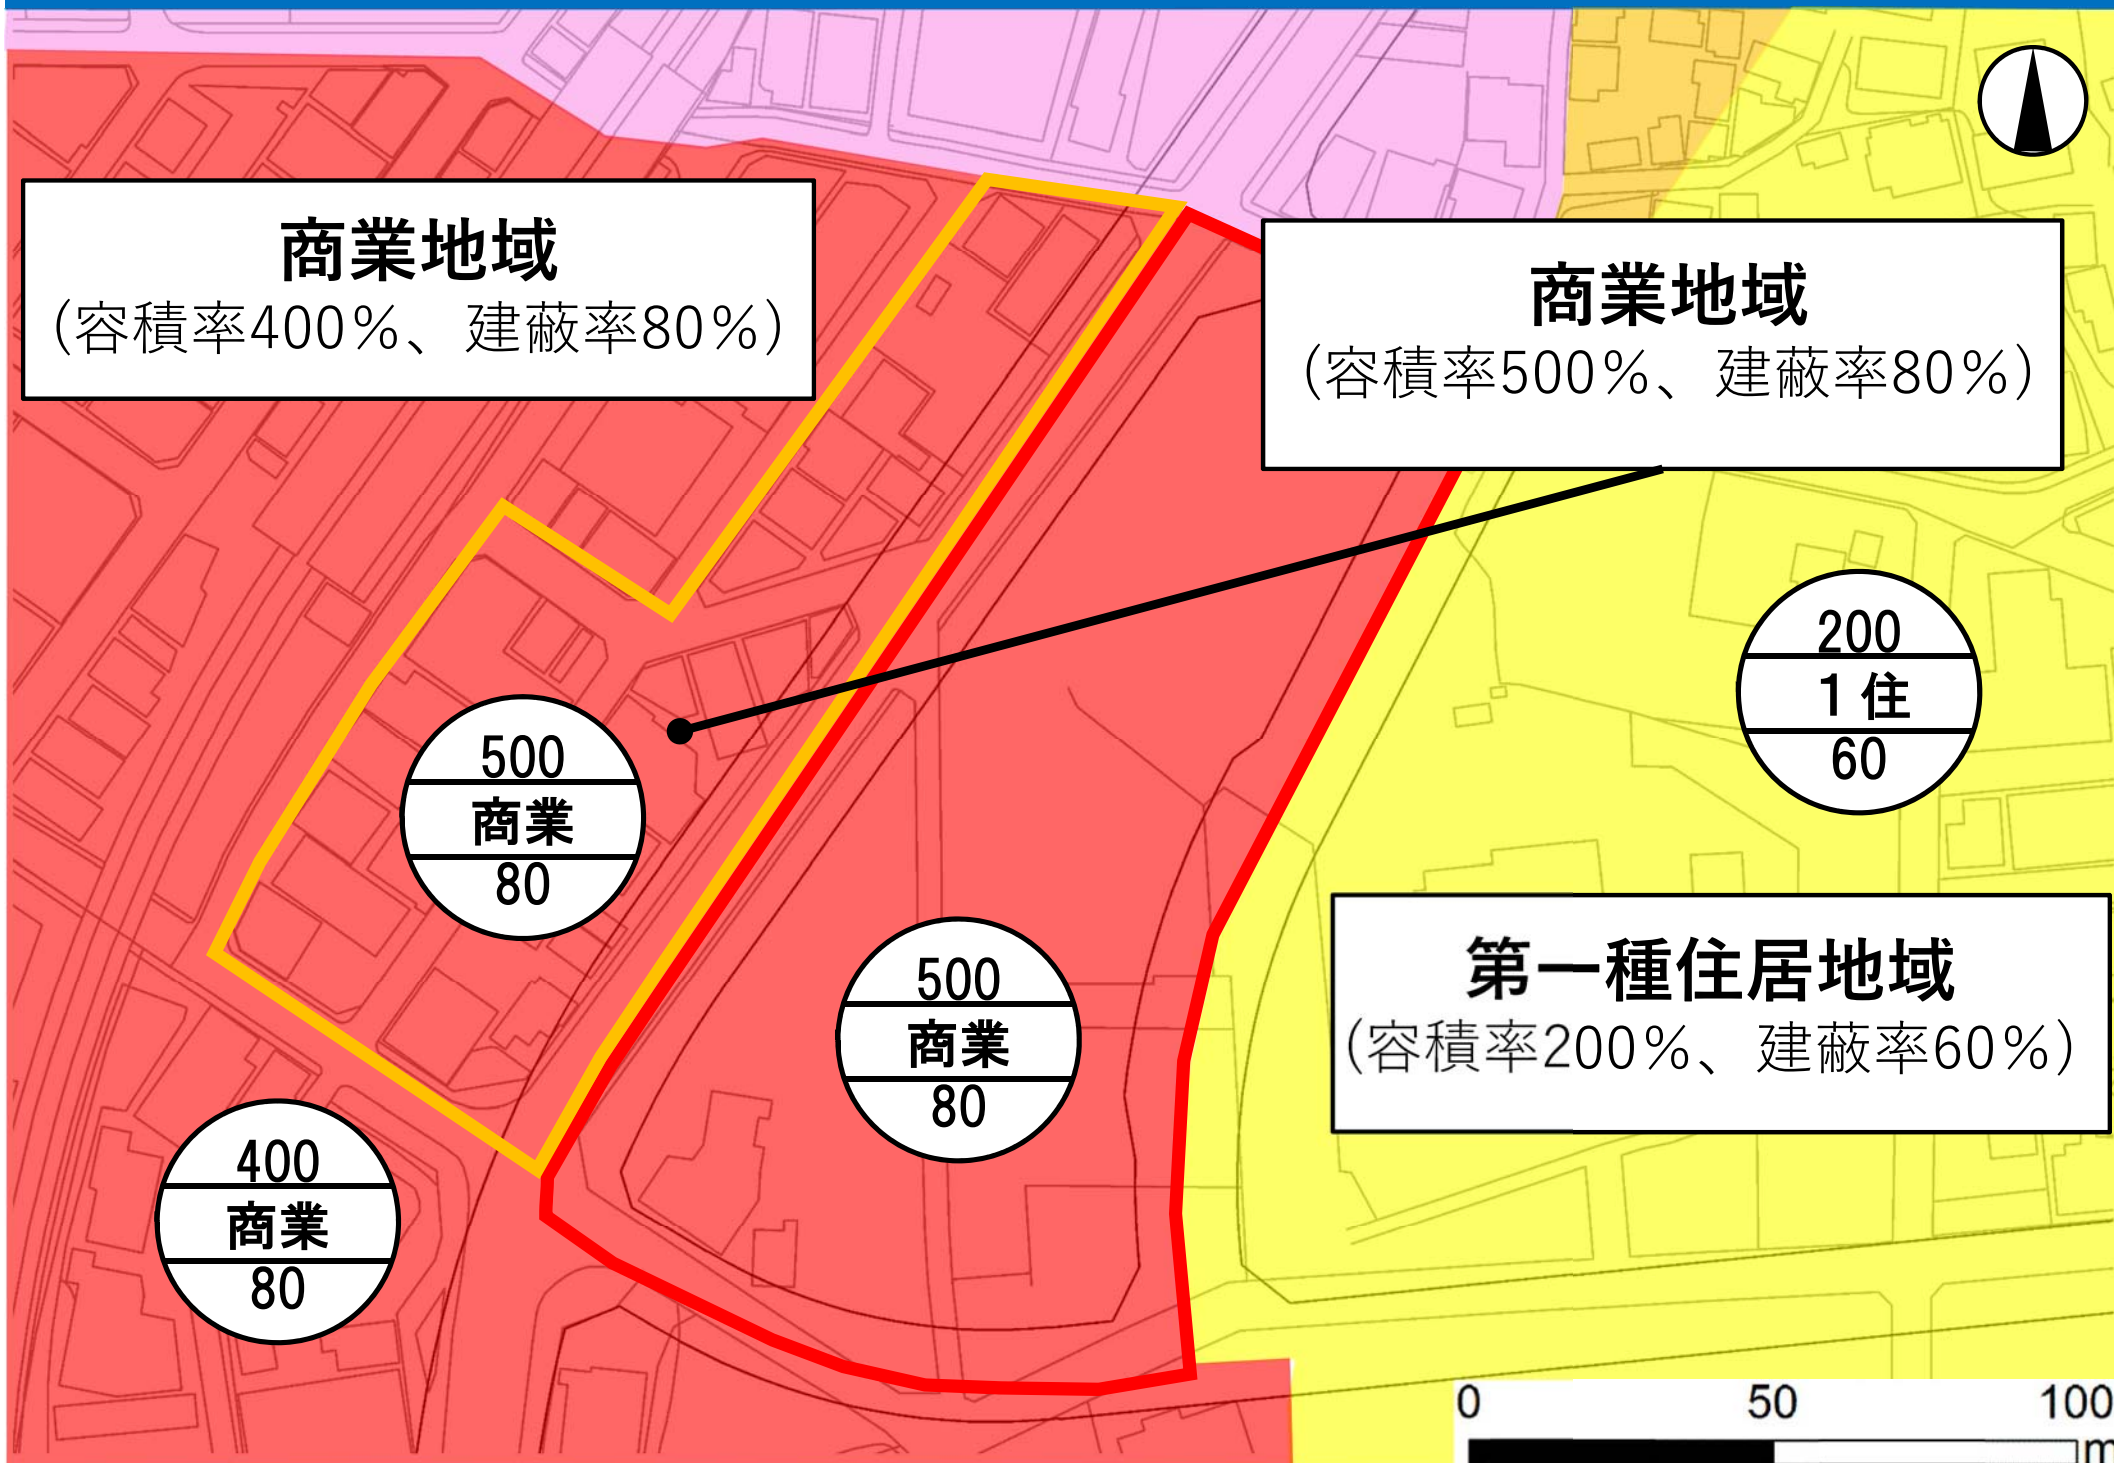 商業地域
(容積率400%、建蔽率80%)
商業地域
(容積率500%、建蔽率80%)
200
1住
60
500
商業
80
第一種住居地域
(容積率200%、建蔽率60%)
500
商業
80
400
商業
80
0 50 100
m